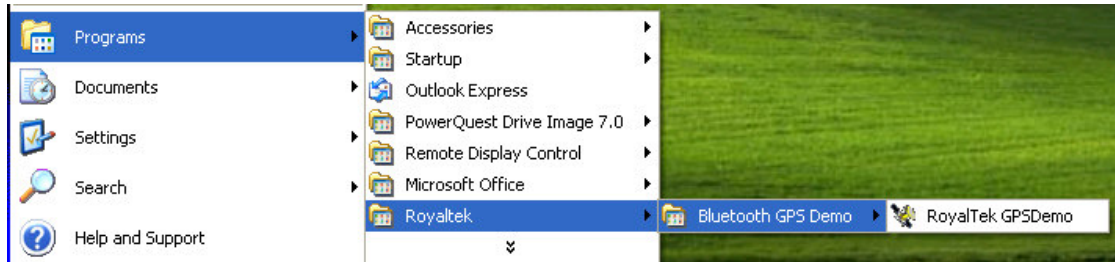 Programs
Documents
Settings
Search
Help and Support
Accessories
Startup
Outlook Express
PowerQuest Drive Image 7.0
Remote Display Control
Microsoft Office
Royaltek
Bluetooth GPS Demo
RoyalTek GPSDemo